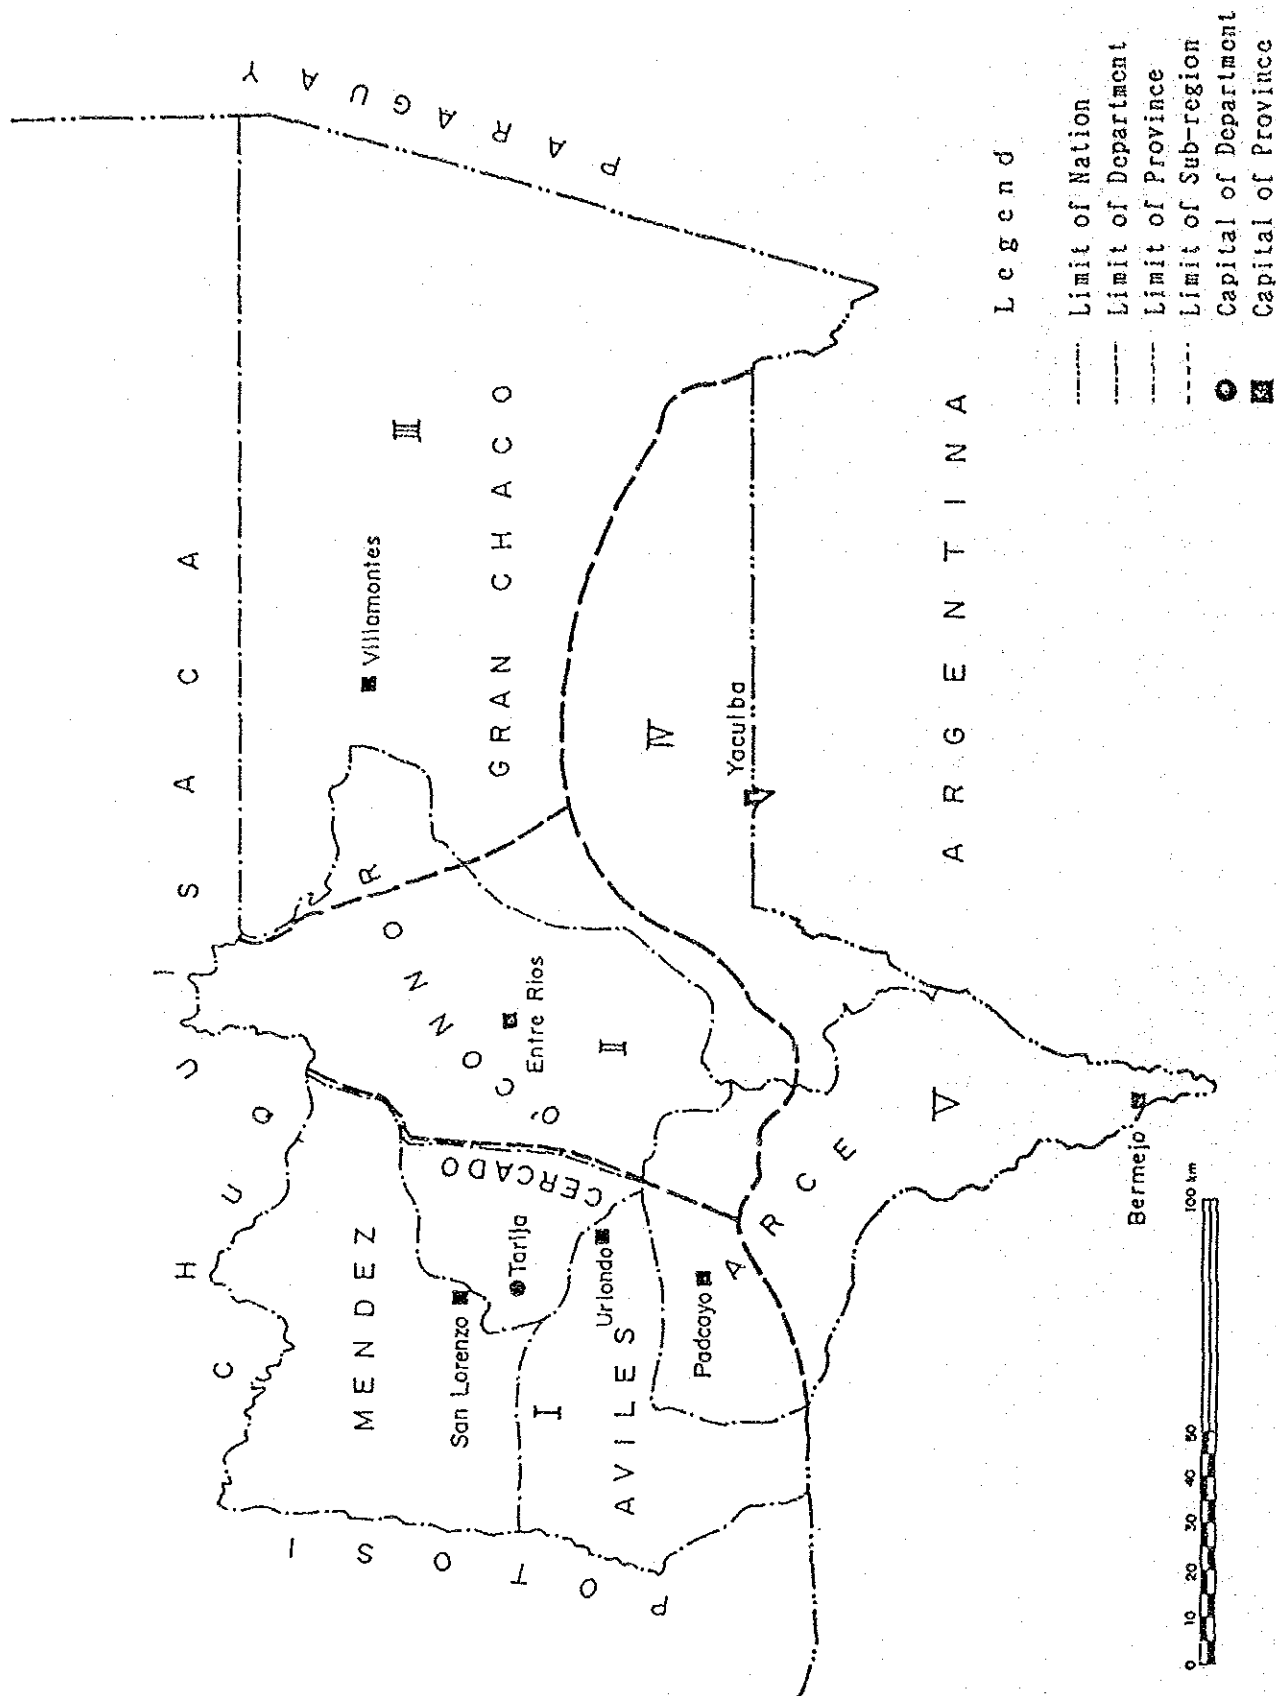 CHUQUISACA
PARAGUAY
POTOSI
ARGENTINA
MENDEZ
San Lorenzo
CERCADO
Tarija
I
AVILES
Uriondo
Padcayo
ARCE
V
Bermejo
O'CONNOR
Entre Rios
II
Villamontes
III
GRAN CHACO
IV
Yacuiba
0 10 20 30 40 50 100 km
Legend
Limit of Nation
Limit of Department
Limit of Province
Limit of Sub-region
Capital of Department
Capital of Province